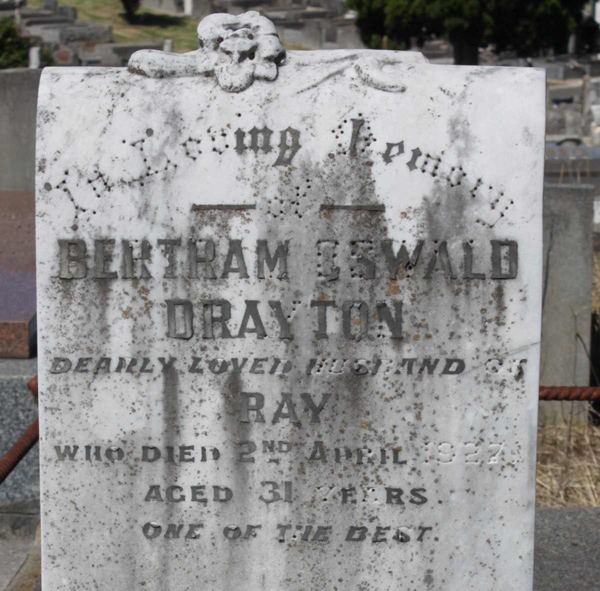 In Loving Memory
OF
BERTRAM OSWALD
DRAYTON
DEARLY LOVED HUSBAND OF
RAY
WHO DIED 2ND APRIL 1927
AGED 31 YEARS.
ONE OF THE BEST.